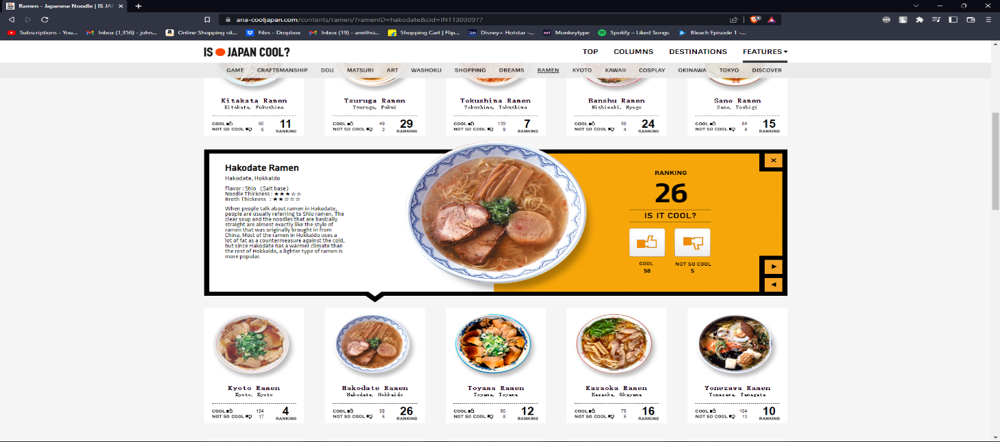 Ramen - Japanese Noodle | IS JAP
ana-cooljapan.com/contents/ramen/?ramenID=hakodate&cid=INT13030977
Subscriptions - You... Inbox (1,356) - john... Online Shopping sit... Files - Dropbox Inbox (19) - amithsi... Shopping Cart | Flip... Disney+ Hotstar -... Monkeytype Spotify – Liked Songs Bleach Episode 1 -...
IS JAPAN COOL? TOP COLUMNS DESTINATIONS FEATURES
GAME CRAFTSMANSHIP DOU MATSURI ART WASHOKU SHOPPING DREAMS RAMEN KYOTO KAWAII COSPLAY OKINAWA TOKYO DISCOVER
Kitakata Ramen
Kitakata, Fukushima
COOL 90
NOT SO COOL 6
11
RANKING
Tsuruga Ramen
Tsuruga, Fukui
COOL 49
NOT SO COOL 3
29
RANKING
Tokushima Ramen
Tokushima, Tokushima
COOL 129
NOT SO COOL 9
7
RANKING
Banshu Ramen
Nishiwaki, Hyogo
COOL 59
NOT SO COOL 4
24
RANKING
Sano Ramen
Sano, Tochigi
COOL 84
NOT SO COOL 4
15
RANKING
Hakodate Ramen
Hakodate, Hokkaido
Flavor : Shio (Salt base)
Noodle Thickness : ★★★☆☆
Broth Thickness : ★★☆☆☆
When people talk about ramen in Hakodate,
people are usually referring to Shio ramen. The
clear soup and the noodles that are basically
straight are almost exactly like the style of
ramen that was originally brought in from
China. Most of the ramen in Hokkaido uses a
lot of fat as a countermeasure against the cold,
but since Hakodate has a warmer climate than
the rest of Hokkaido, a lighter type of ramen is
more popular.
RANKING
26
IS IT COOL?
COOL
58
NOT SO COOL
5
Kyoto Ramen
Kyoto, Kyoto
COOL 154
NOT SO COOL 17
4
RANKING
Hakodate Ramen
Hakodate, Hokkaido
COOL 58
NOT SO COOL 5
26
RANKING
Toyama Ramen
Toyama, Toyama
COOL 90
NOT SO COOL 8
12
RANKING
Kasaoka Ramen
Kasaoka, Okayama
COOL 79
NOT SO COOL 5
16
RANKING
Yonezawa Ramen
Yonezawa, Yamagata
COOL 104
NOT SO COOL 13
10
RANKING